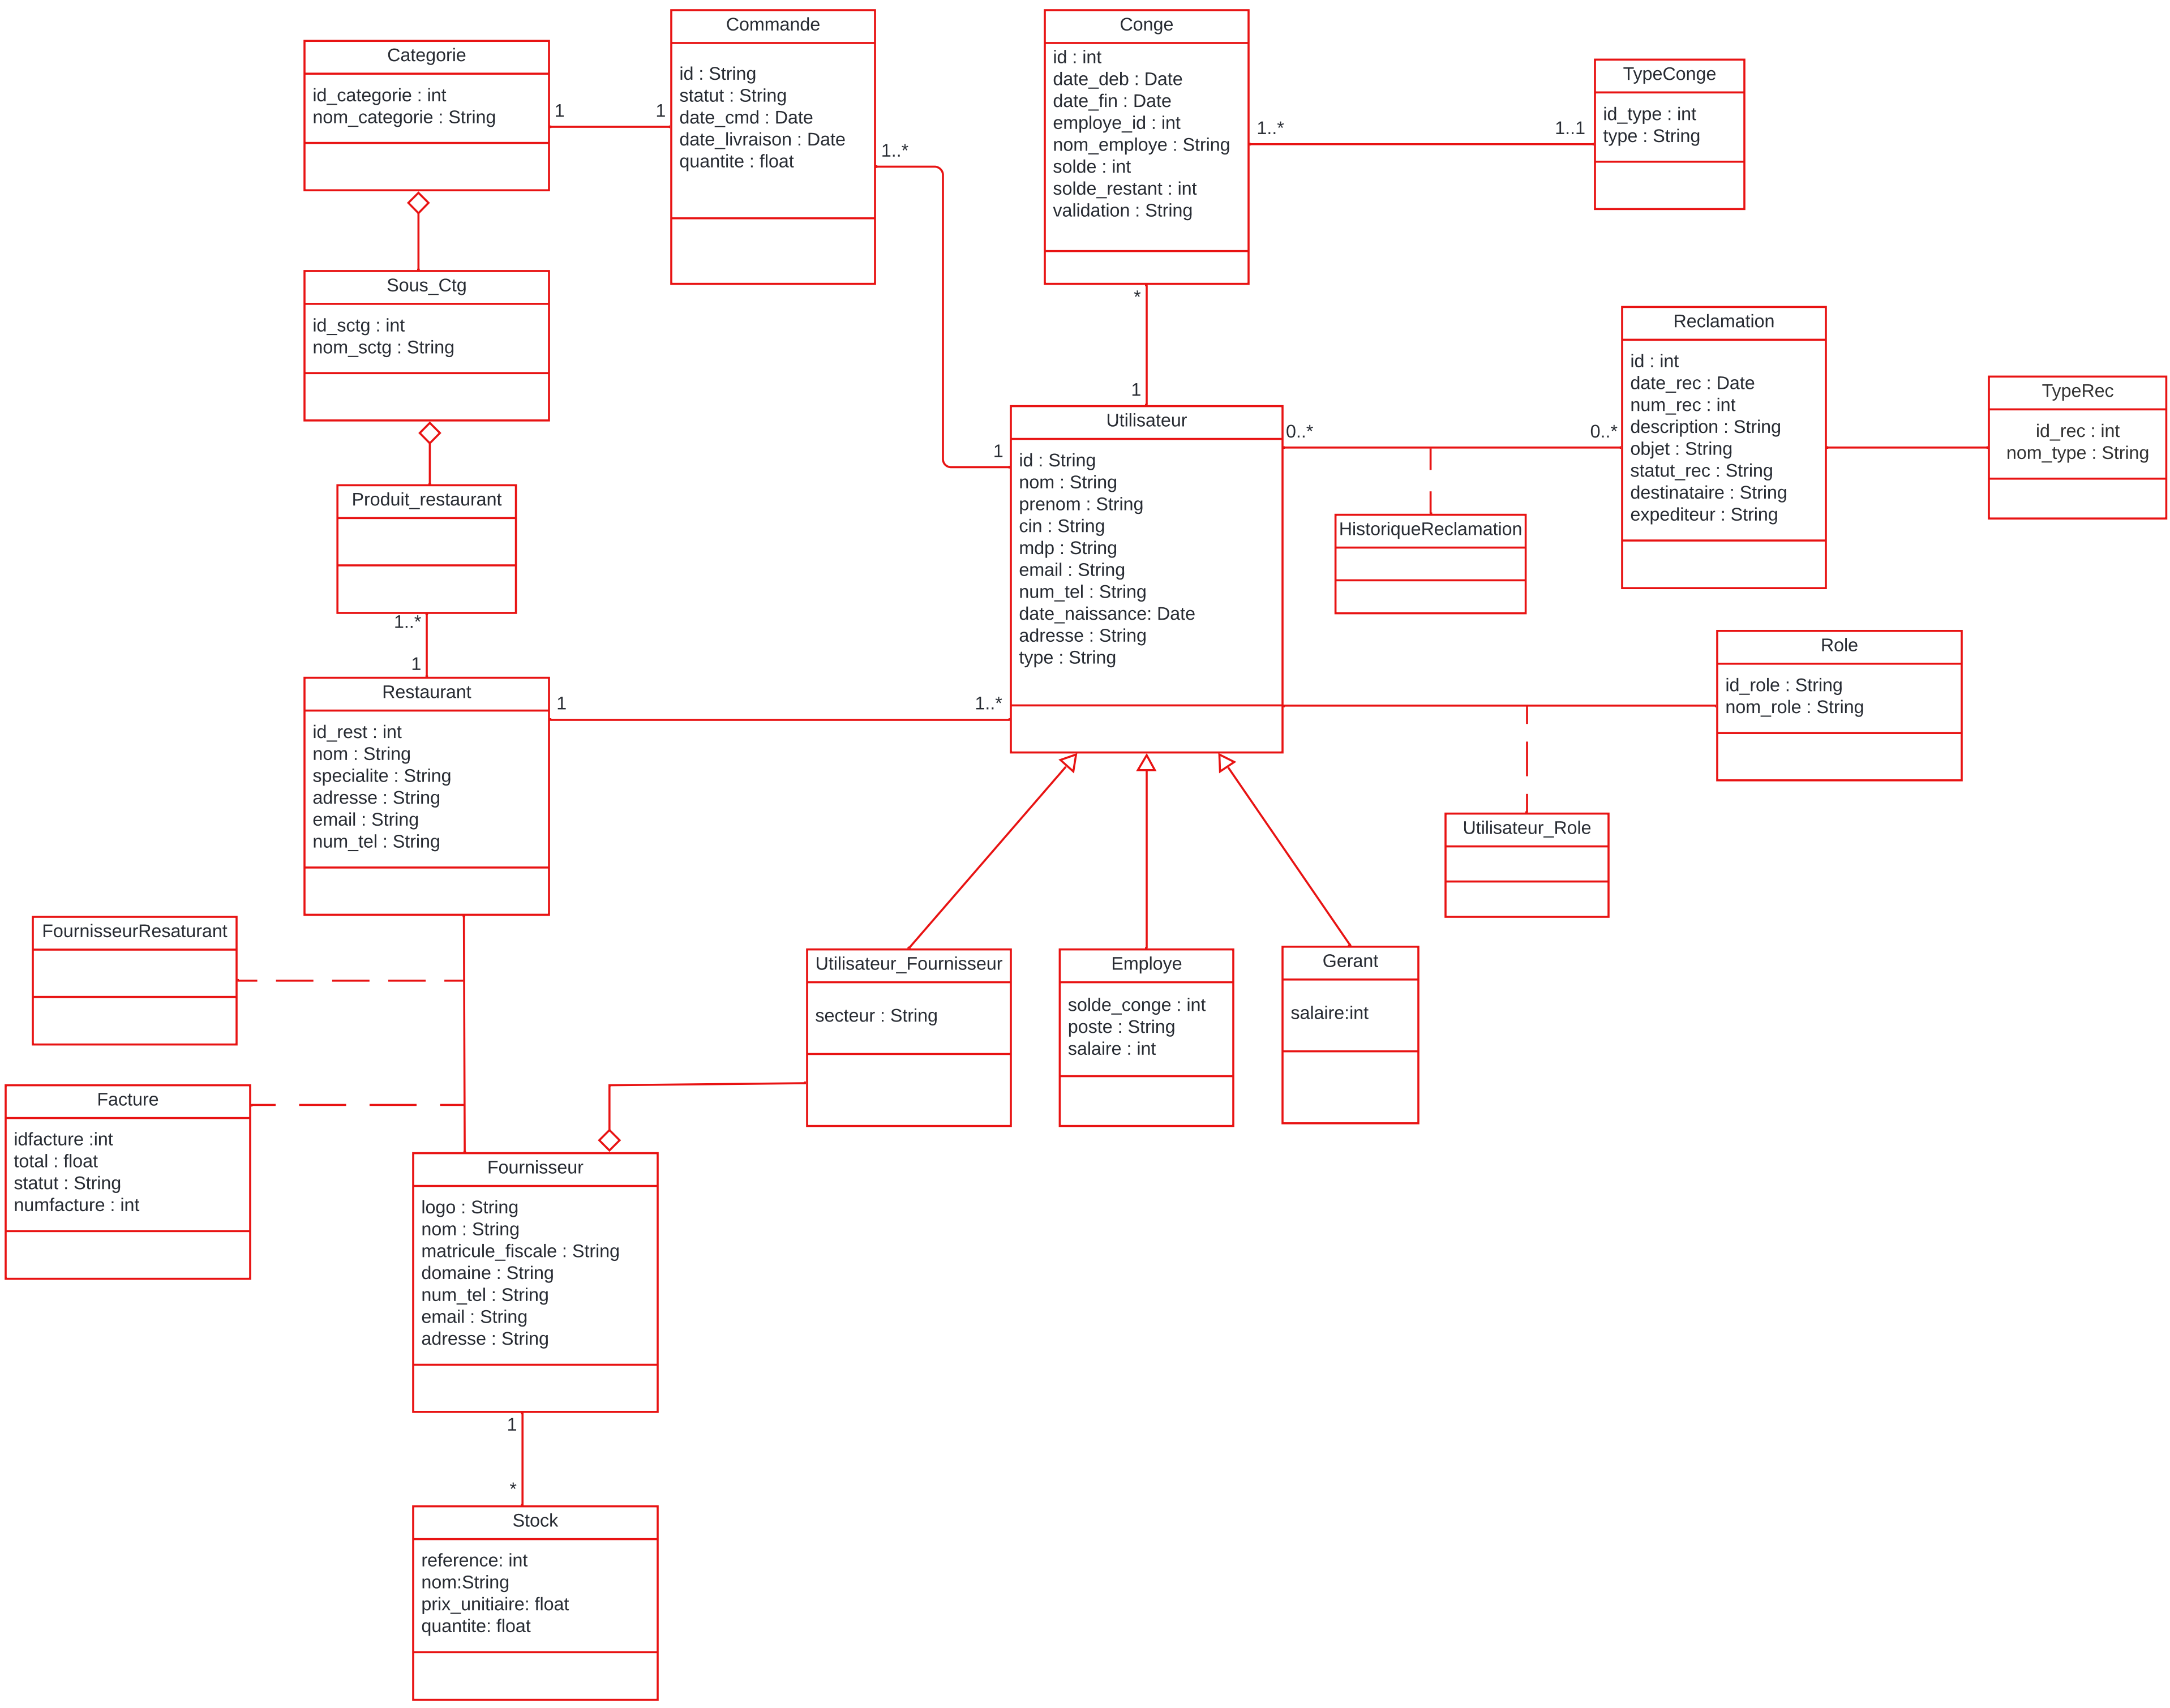 Categorie
id_categorie : int
nom_categorie : String
1
1
Commande
id : String
statut : String
date_cmd : Date
date_livraison : Date
quantite : float
1..*
Conge
id : int
date_deb : Date
date_fin : Date
employe_id : int
nom_employe : String
solde : int
solde_restant : int
validation : String
1..*
1..1
TypeConge
id_type : int
type : String
Sous_Ctg
id_sctg : int
nom_sctg : String
*
1
1
Utilisateur
id : String
nom : String
prenom : String
cin : String
mdp : String
email : String
num_tel : String
date_naissance: Date
adresse : String
type : String
0..*
0..*
Reclamation
id : int
date_rec : Date
num_rec : int
description : String
objet : String
statut_rec : String
destinataire : String
expediteur : String
TypeRec
id_rec : int
nom_type : String
HistoriqueReclamation
Produit_restaurant
1..*
1
Restaurant
id_rest : int
nom : String
specialite : String
adresse : String
email : String
num_tel : String
1
1..*
Role
id_role : String
nom_role : String
Utilisateur_Role
FournisseurResaturant
Utilisateur_Fournisseur
secteur : String
Employe
solde_conge : int
poste : String
salaire : int
Gerant
salaire:int
Facture
idfacture :int
total : float
statut : String
numfacture : int
Fournisseur
logo : String
nom : String
matricule_fiscale : String
domaine : String
num_tel : String
email : String
adresse : String
1
*
Stock
reference: int
nom:String
prix_unitiaire: float
quantite: float